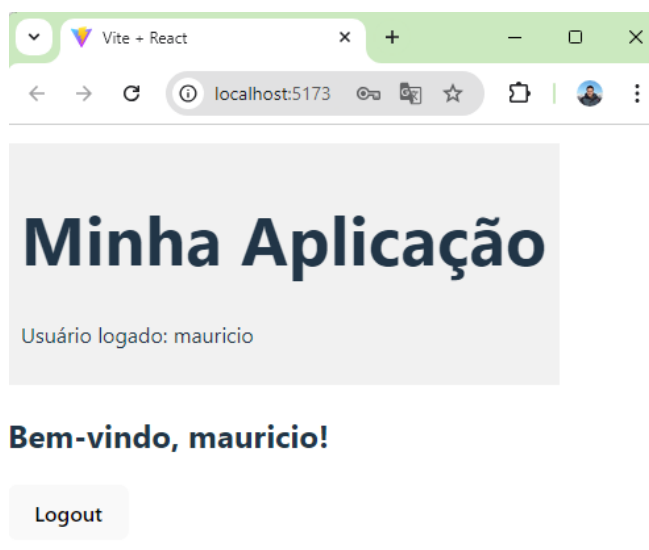 Vite + React
localhost:5173
Minha Aplicação
Usuário logado: mauricio
Bem-vindo, mauricio!
Logout